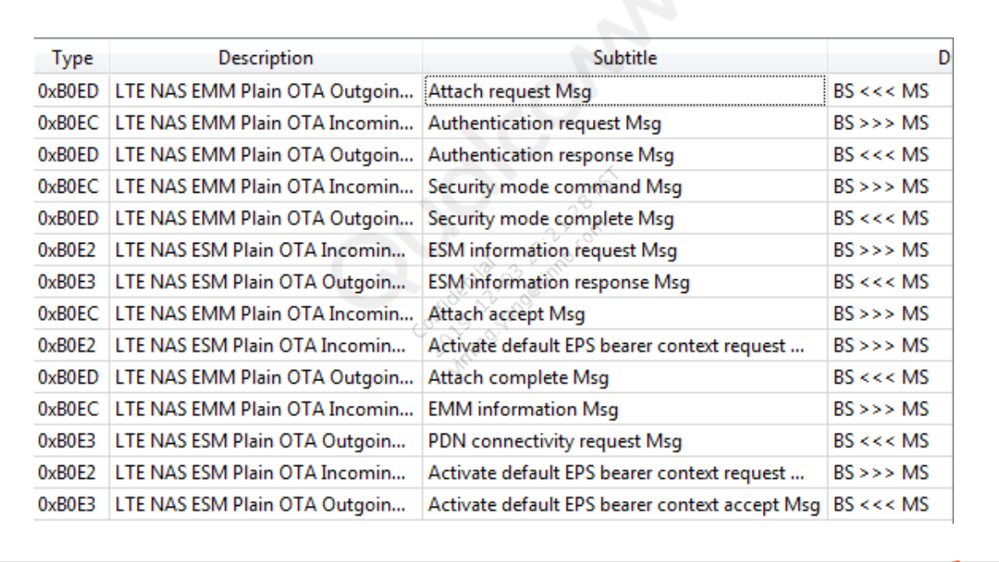 Type Description Subtitle D
0xB0ED LTE NAS EMM Plain OTA Outgoin... Attach request Msg BS <<< MS
0xB0EC LTE NAS EMM Plain OTA Incomin... Authentication request Msg BS >>> MS
0xB0ED LTE NAS EMM Plain OTA Outgoin... Authentication response Msg BS <<< MS
0xB0EC LTE NAS EMM Plain OTA Incomin... Security mode command Msg BS >>> MS
0xB0ED LTE NAS EMM Plain OTA Outgoin... Security mode complete Msg BS <<< MS
0xB0E2 LTE NAS ESM Plain OTA Incomin... ESM information request Msg BS >>> MS
0xB0E3 LTE NAS ESM Plain OTA Outgoin... ESM information response Msg BS <<< MS
0xB0EC LTE NAS EMM Plain OTA Incomin... Attach accept Msg BS >>> MS
0xB0E2 LTE NAS ESM Plain OTA Incomin... Activate default EPS bearer context request ... BS >>> MS
0xB0ED LTE NAS EMM Plain OTA Outgoin... Attach complete Msg BS <<< MS
0xB0EC LTE NAS EMM Plain OTA Incomin... EMM information Msg BS >>> MS
0xB0E3 LTE NAS ESM Plain OTA Outgoin... PDN connectivity request Msg BS <<< MS
0xB0E2 LTE NAS ESM Plain OTA Incomin... Activate default EPS bearer context request ... BS >>> MS
0xB0E3 LTE NAS ESM Plain OTA Outgoin... Activate default EPS bearer context accept Msg BS <<< MS